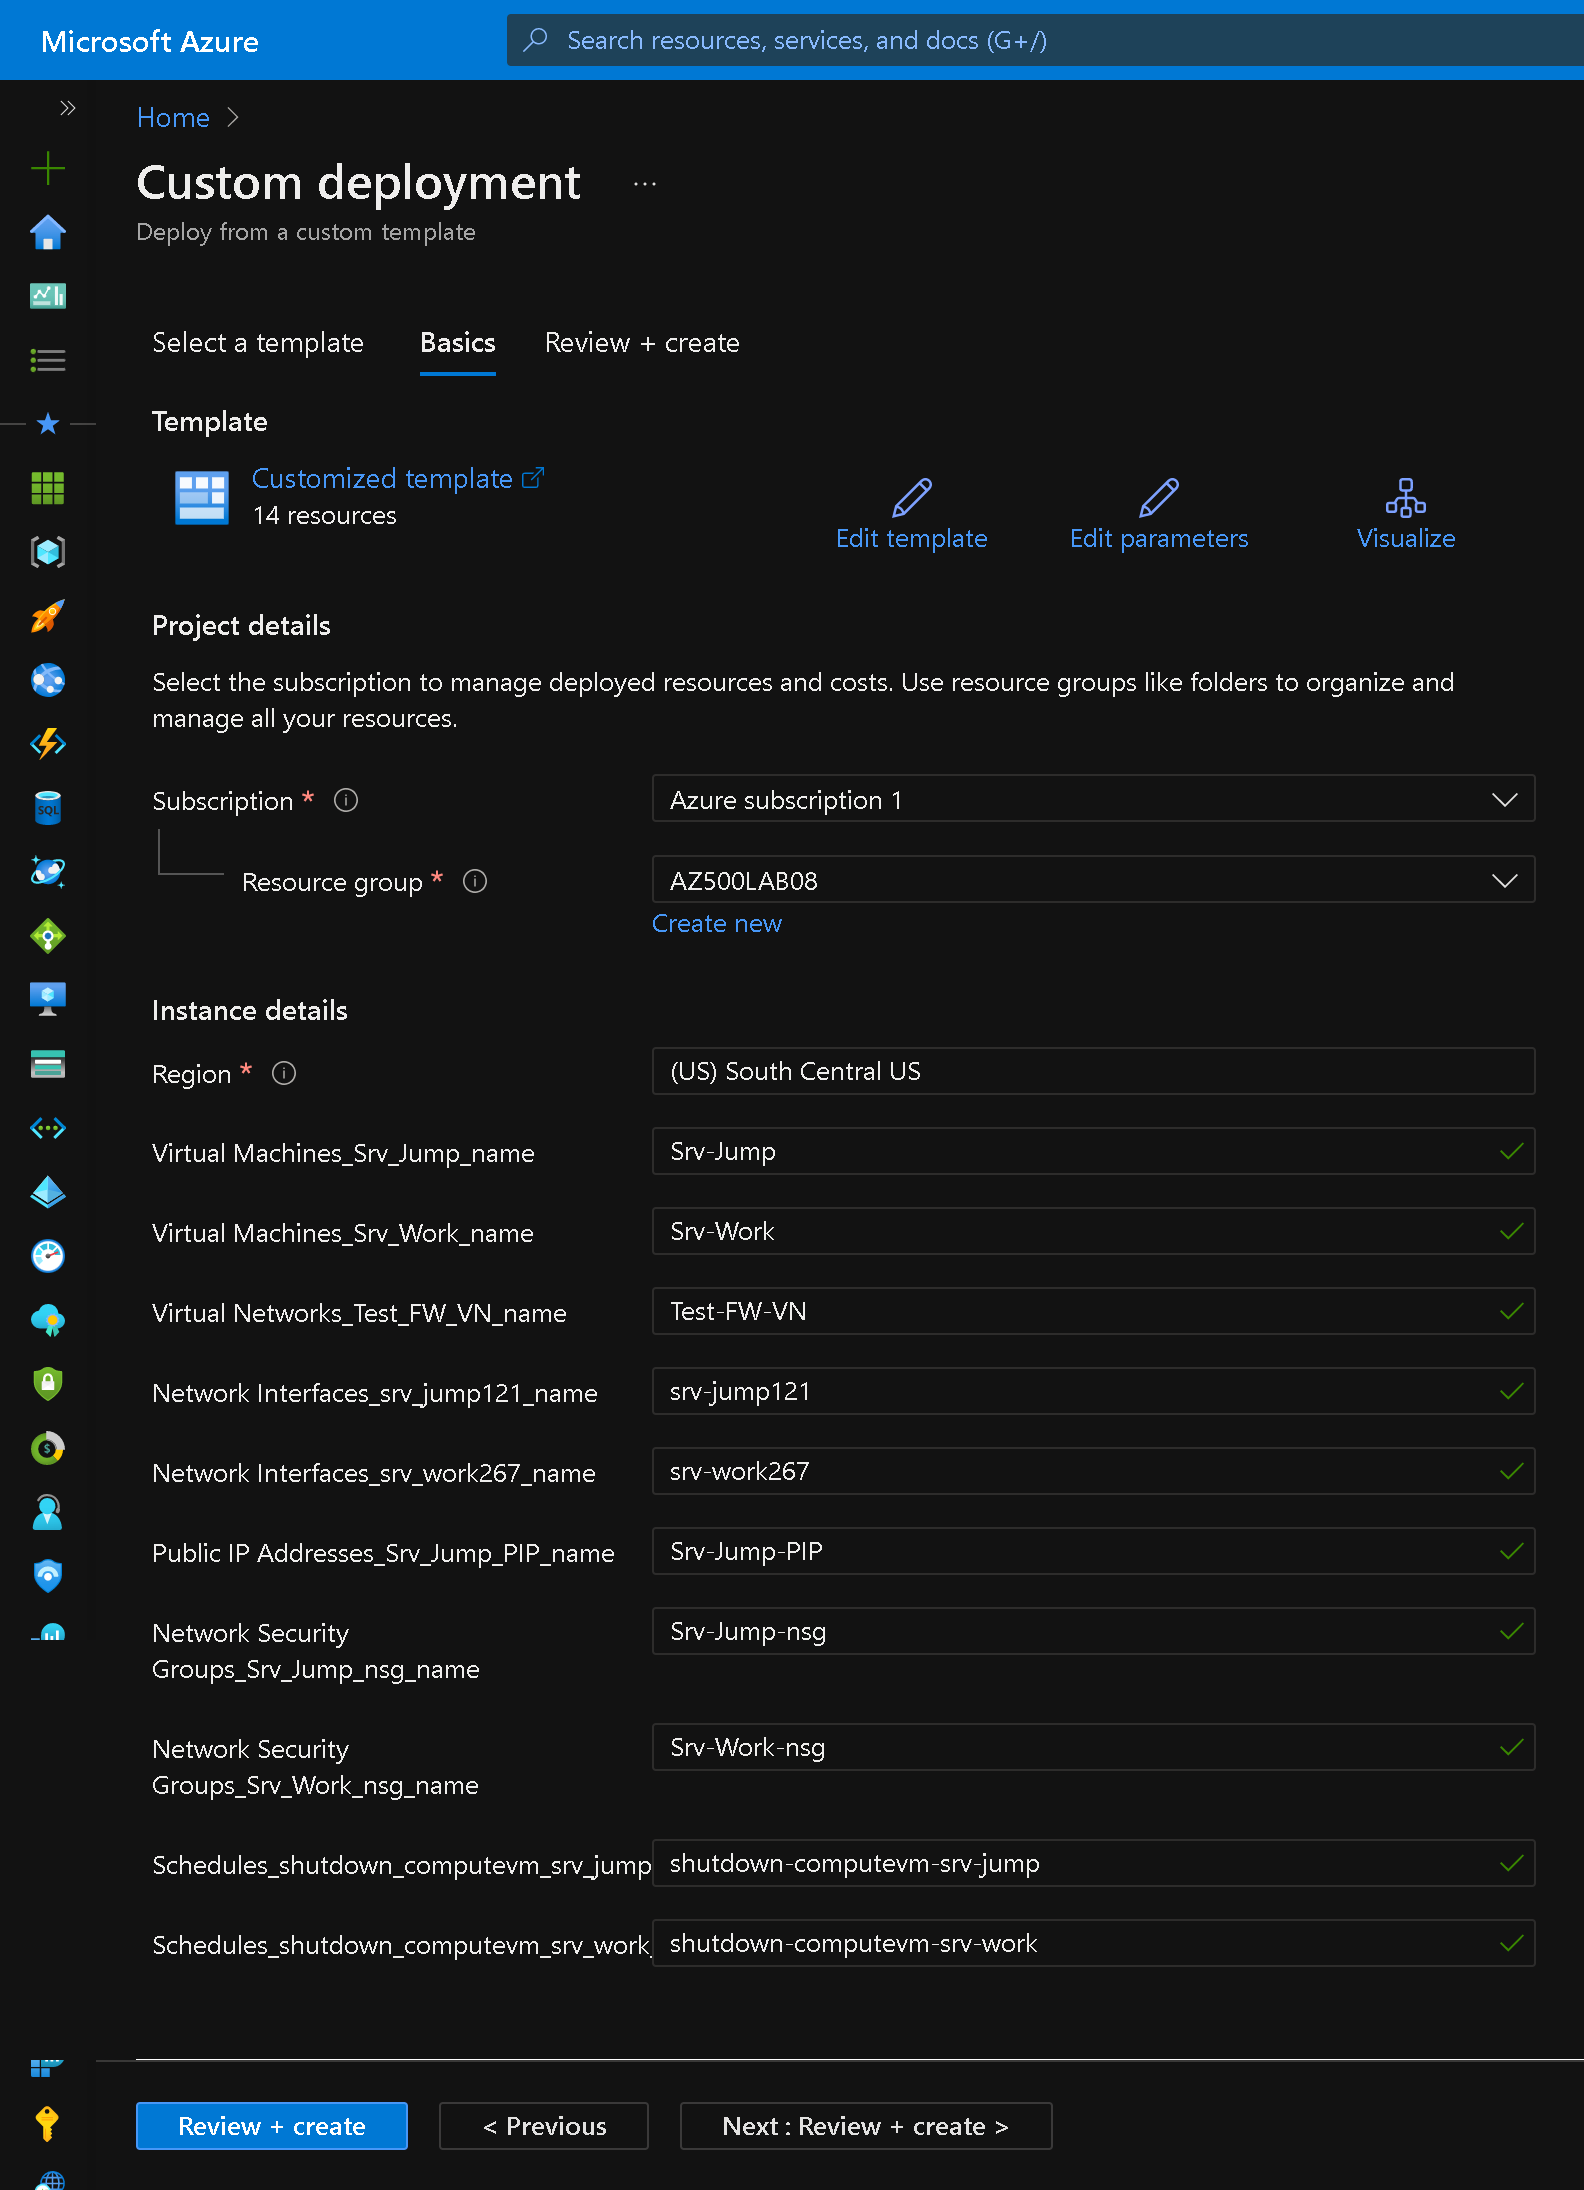 Microsoft Azure
Search resources, services, and docs (G+/)
Home
Custom deployment
...
Deploy from a custom template
Select a template
Basics
Review + create
Template
Customized template
14 resources
Edit template
Edit parameters
Visualize
Project details
Select the subscription to manage deployed resources and costs. Use resource groups like folders to organize and
manage all your resources.
Subscription *
Azure subscription 1
Resource group *
AZ500LAB08
Create new
Instance details
Region *
(US) South Central US
Virtual Machines_Srv_Jump_name
Srv-Jump
Virtual Machines_Srv_Work_name
Srv-Work
Virtual Networks_Test_FW_VN_name
Test-FW-VN
Network Interfaces_srv_jump121_name
srv-jump121
Network Interfaces_srv_work267_name
srv-work267
Public IP Addresses_Srv_Jump_PIP_name
Srv-Jump-PIP
Network Security
Groups_Srv_Jump_nsg_name
Srv-Jump-nsg
Network Security
Groups_Srv_Work_nsg_name
Srv-Work-nsg
Schedules_shutdown_computevm_srv_jump
shutdown-computevm-srv-jump
Schedules_shutdown_computevm_srv_work_
shutdown-computevm-srv-work
Review + create
< Previous
Next : Review + create >